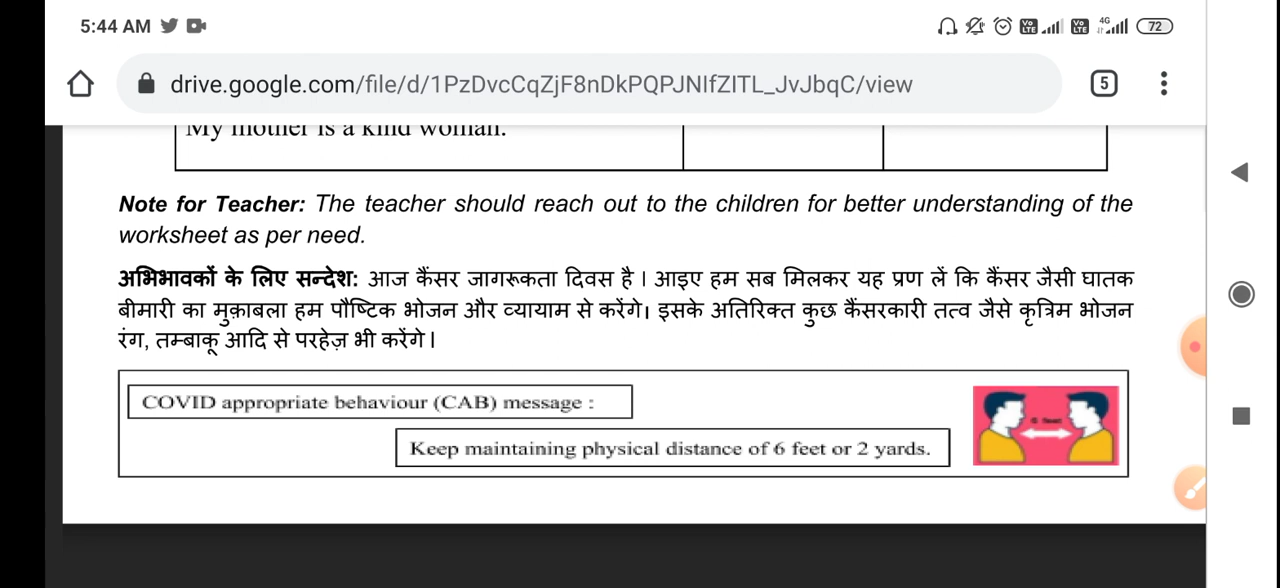 5:44 AM
4G
72
drive.google.com/file/d/1PzDvcCqZjF8nDkPQPJNIfZITL_JvJbqC/view
5
My mother is a kind woman.
Note for Teacher: The teacher should reach out to the children for better understanding of the
worksheet as per need.
अभिभावकों के लिए सन्देश: आज कैंसर जागरूकता दिवस है । आइए हम सब मिलकर यह प्रण लें कि कैंसर जैसी घातक
बीमारी का मुक़ाबला हम पौष्टिक भोजन और व्यायाम से करेंगे। इसके अतिरिक्त कुछ कैंसरकारी तत्व जैसे कृत्रिम भोजन
रंग, तम्बाकू आदि से परहेज़ भी करेंगे ।
COVID appropriate behaviour (CAB) message :
6 feet
Keep maintaining physical distance of 6 feet or 2 yards.